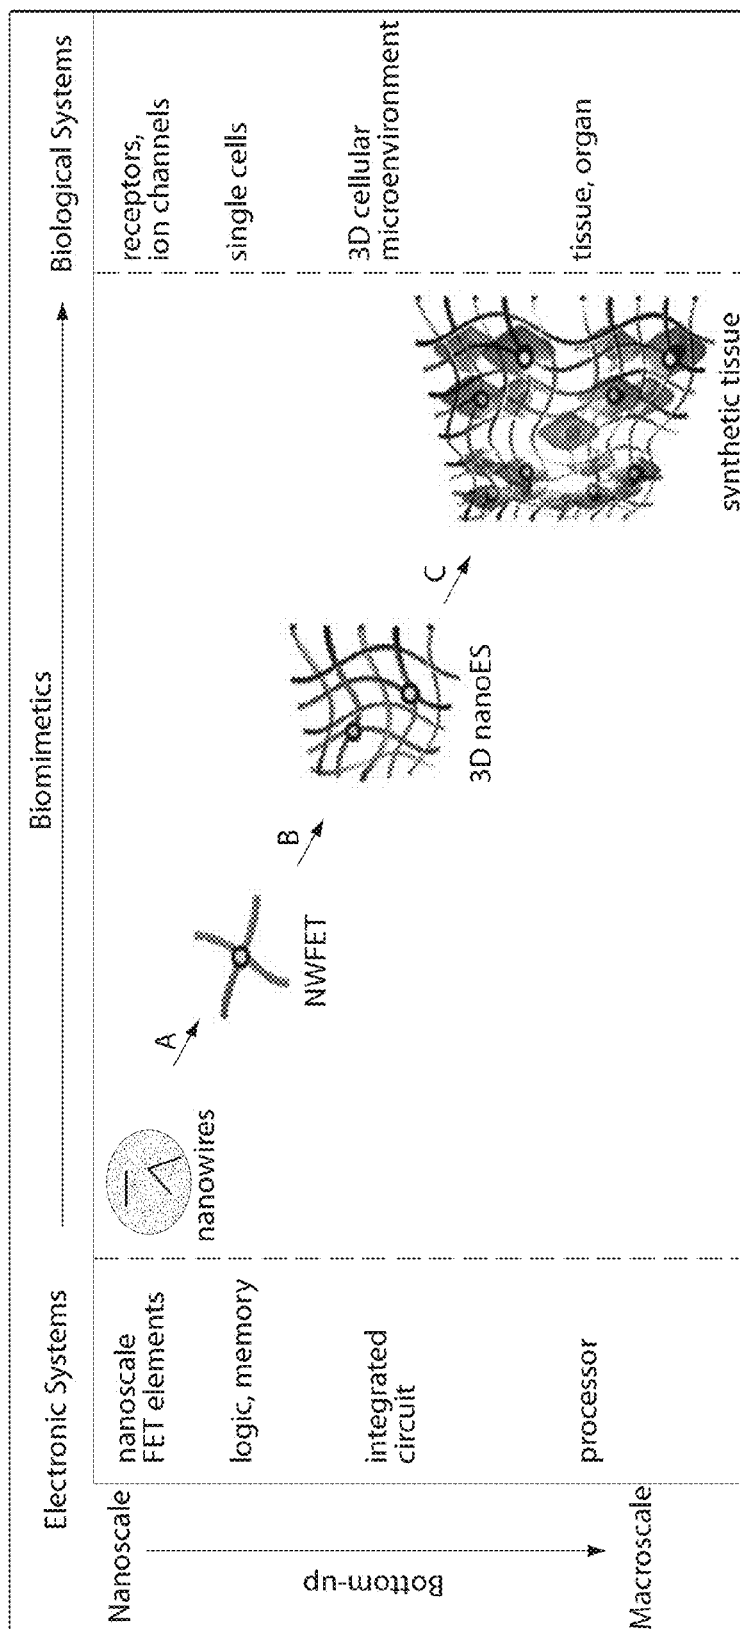 Electronic Systems
Biomimetics
Biological Systems
Nanoscale
Bottom-up
Macroscale
nanoscale
FET elements
logic, memory
integrated
circuit
processor
nanowires
A
NWFET
B
3D nanoES
C
synthetic tissue
receptors,
ion channels
single cells
3D cellular
microenvironment
tissue, organ